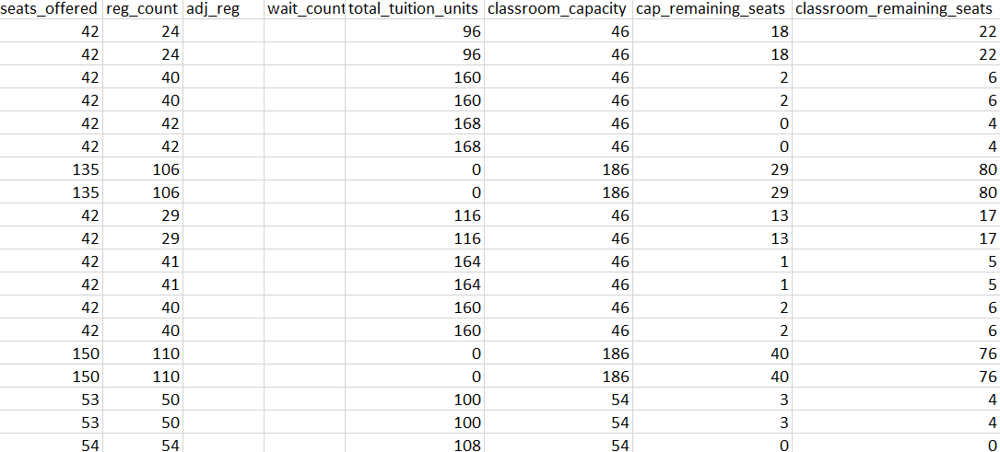 seats_offered reg_count adj_reg wait_count total_tuition_units classroom_capacity cap_remaining_seats classroom_remaining_seats
42 24 96 46 18 22
42 24 96 46 18 22
42 40 160 46 2 6
42 40 160 46 2 6
42 42 168 46 0 4
42 42 168 46 0 4
135 106 0 186 29 80
135 106 0 186 29 80
42 29 116 46 13 17
42 29 116 46 13 17
42 41 164 46 1 5
42 41 164 46 1 5
42 40 160 46 2 6
42 40 160 46 2 6
150 110 0 186 40 76
150 110 0 186 40 76
53 50 100 54 3 4
53 50 100 54 3 4
54 54 108 54 0 0